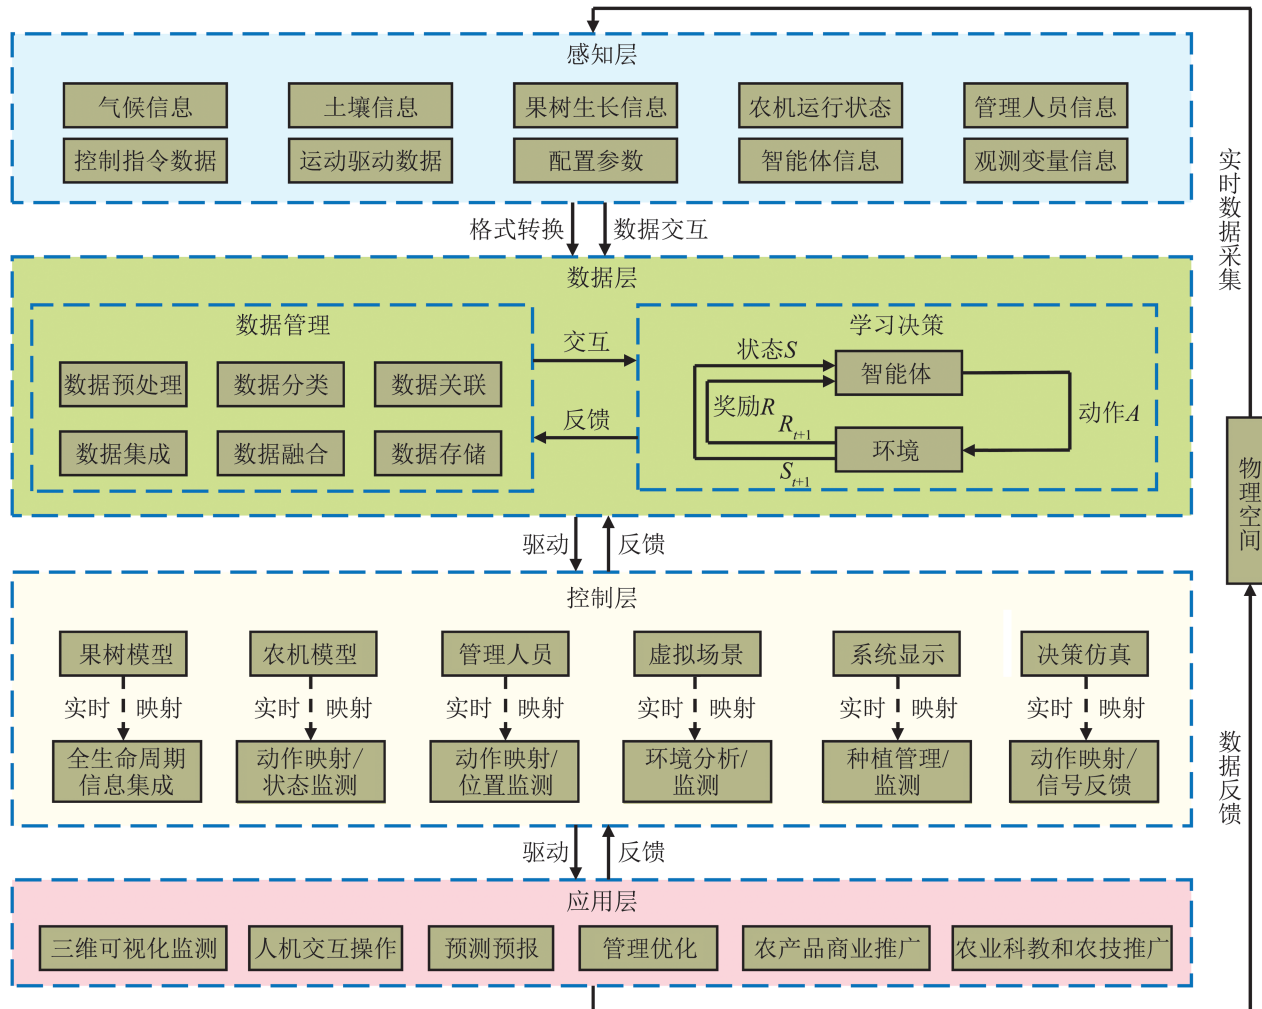 感知层
气候信息
土壤信息
果树生长信息
农机运行状态
管理人员信息
控制指令数据
运动驱动数据
配置参数
智能体信息
观测变量信息
格式转换
数据交互
数据层
数据管理
数据预处理
数据分类
数据关联
数据集成
数据融合
数据存储
交互
反馈
学习决策
状态S
智能体
奖励R
R_{t+1}
动作A
环境
S_{t+1}
驱动
反馈
控制层
果树模型
农机模型
管理人员
虚拟场景
系统显示
决策仿真
实时 映射
实时 映射
实时 映射
实时 映射
实时 映射
实时 映射
全生命周期
信息集成
动作映射/
状态监测
动作映射/
位置监测
环境分析/
监测
种植管理/
监测
动作映射/
信号反馈
驱动
反馈
应用层
三维可视化监测
人机交互操作
预测预报
管理优化
农产品商业推广
农业科教和农技推广
实时数据采集
物理空间
数据反馈